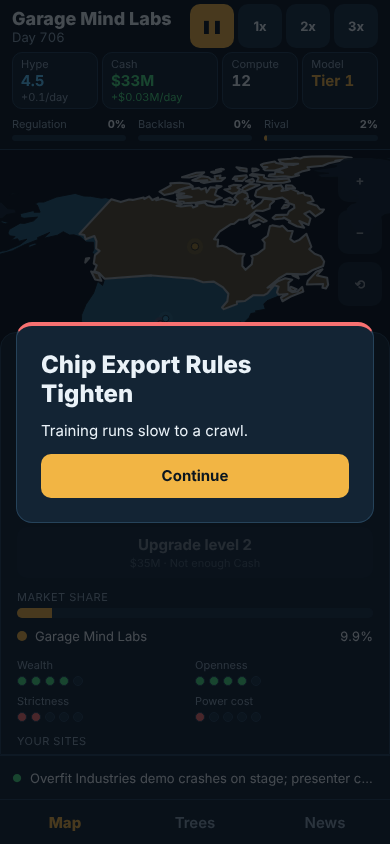 Garage Mind Labs
Day 706
1x 2x 3x
Hype Cash Compute Model
4.5 $33M 12 Tier 1
+0.1/day +$0.03M/day
Regulation 0% Backlash 0% Rival 2%
+
−
Chip Export Rules
Tighten
Training runs slow to a crawl.
Continue
Upgrade level 2
$35M · Not enough Cash
MARKET SHARE
Garage Mind Labs 9.9%
Wealth Openness
Strictness Power cost
YOUR SITES
Overfit Industries demo crashes on stage; presenter c...
Map Trees News